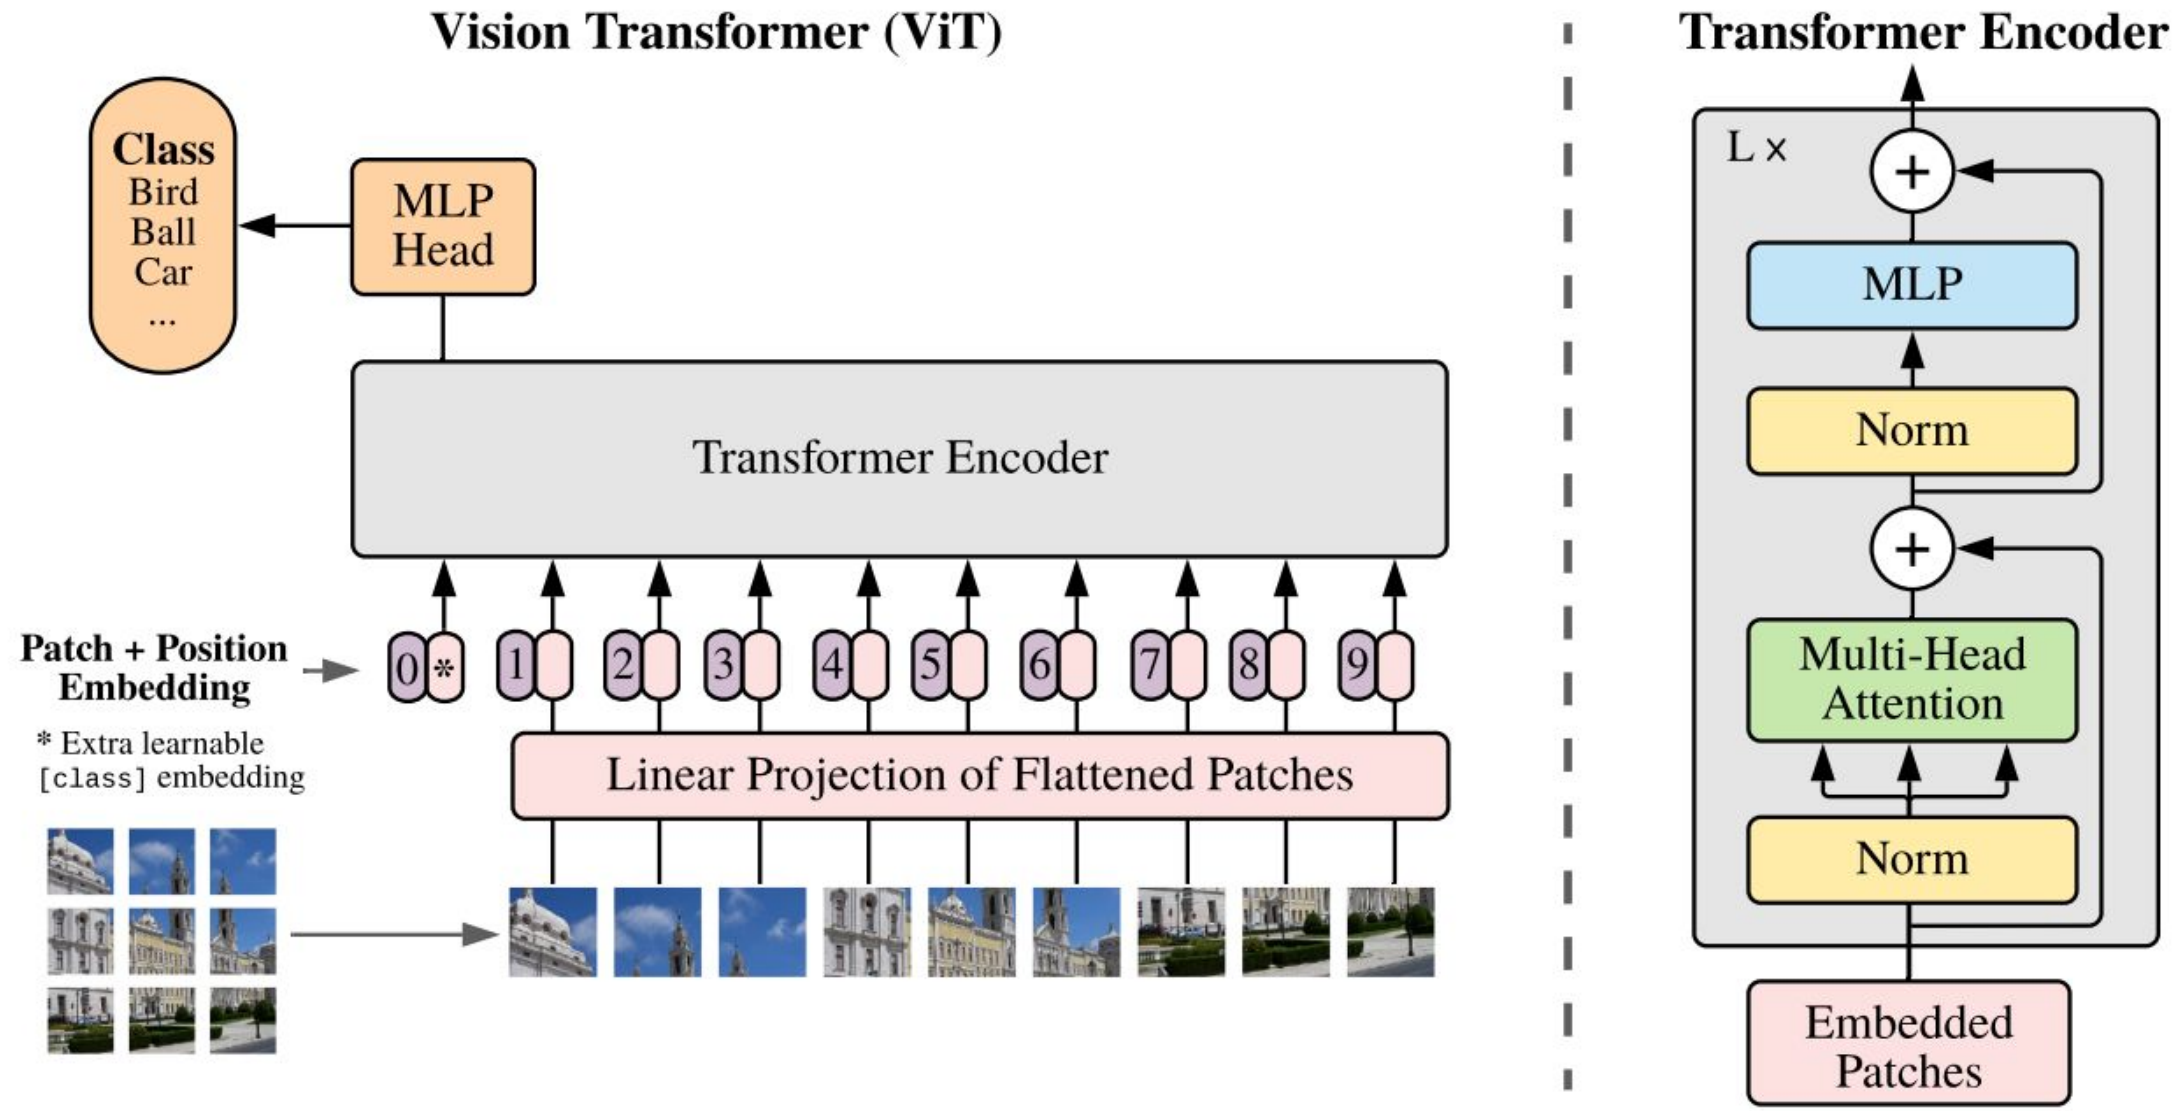 Vision Transformer (ViT)
Class
Bird
Ball
Car
...
MLP
Head
Transformer Encoder
Patch + Position
Embedding
0 * 1 2 3 4 5 6 7 8 9
* Extra learnable
[class] embedding
Linear Projection of Flattened Patches
Transformer Encoder
L x
+
MLP
Norm
+
Multi-Head
Attention
Norm
Embedded
Patches